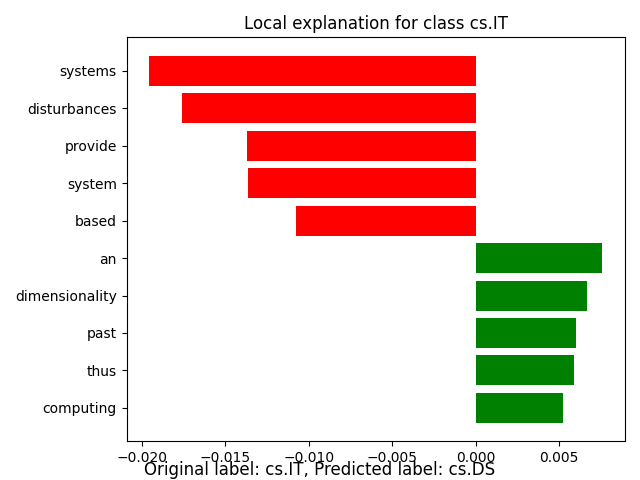 Local explanation for class cs.IT
systems
disturbances
provide
system
based
an
dimensionality
past
thus
computing
−0.020 −0.015 −0.010 −0.005 0.000 0.005
Original label: cs.IT, Predicted label: cs.DS